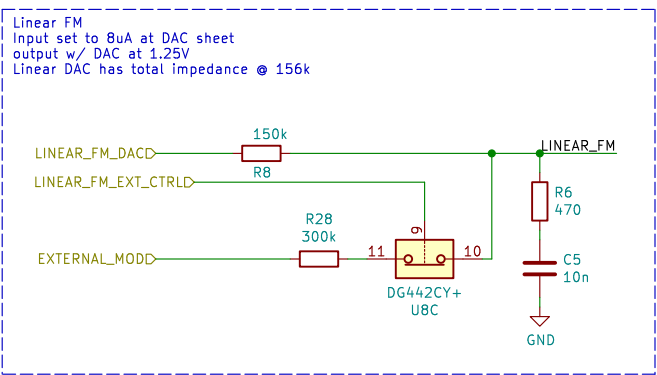 Linear FM
Input set to 8uA at DAC sheet
output w/ DAC at 1.25V
Linear DAC has total impedance @ 156k
150k
LINEAR_FM
LINEAR_FM_DAC
R8
LINEAR_FM_EXT_CTRL
R6
470
R28
300k
9
11
10
EXTERNAL_MOD
C5
10n
DG442CY+
U8C
GND